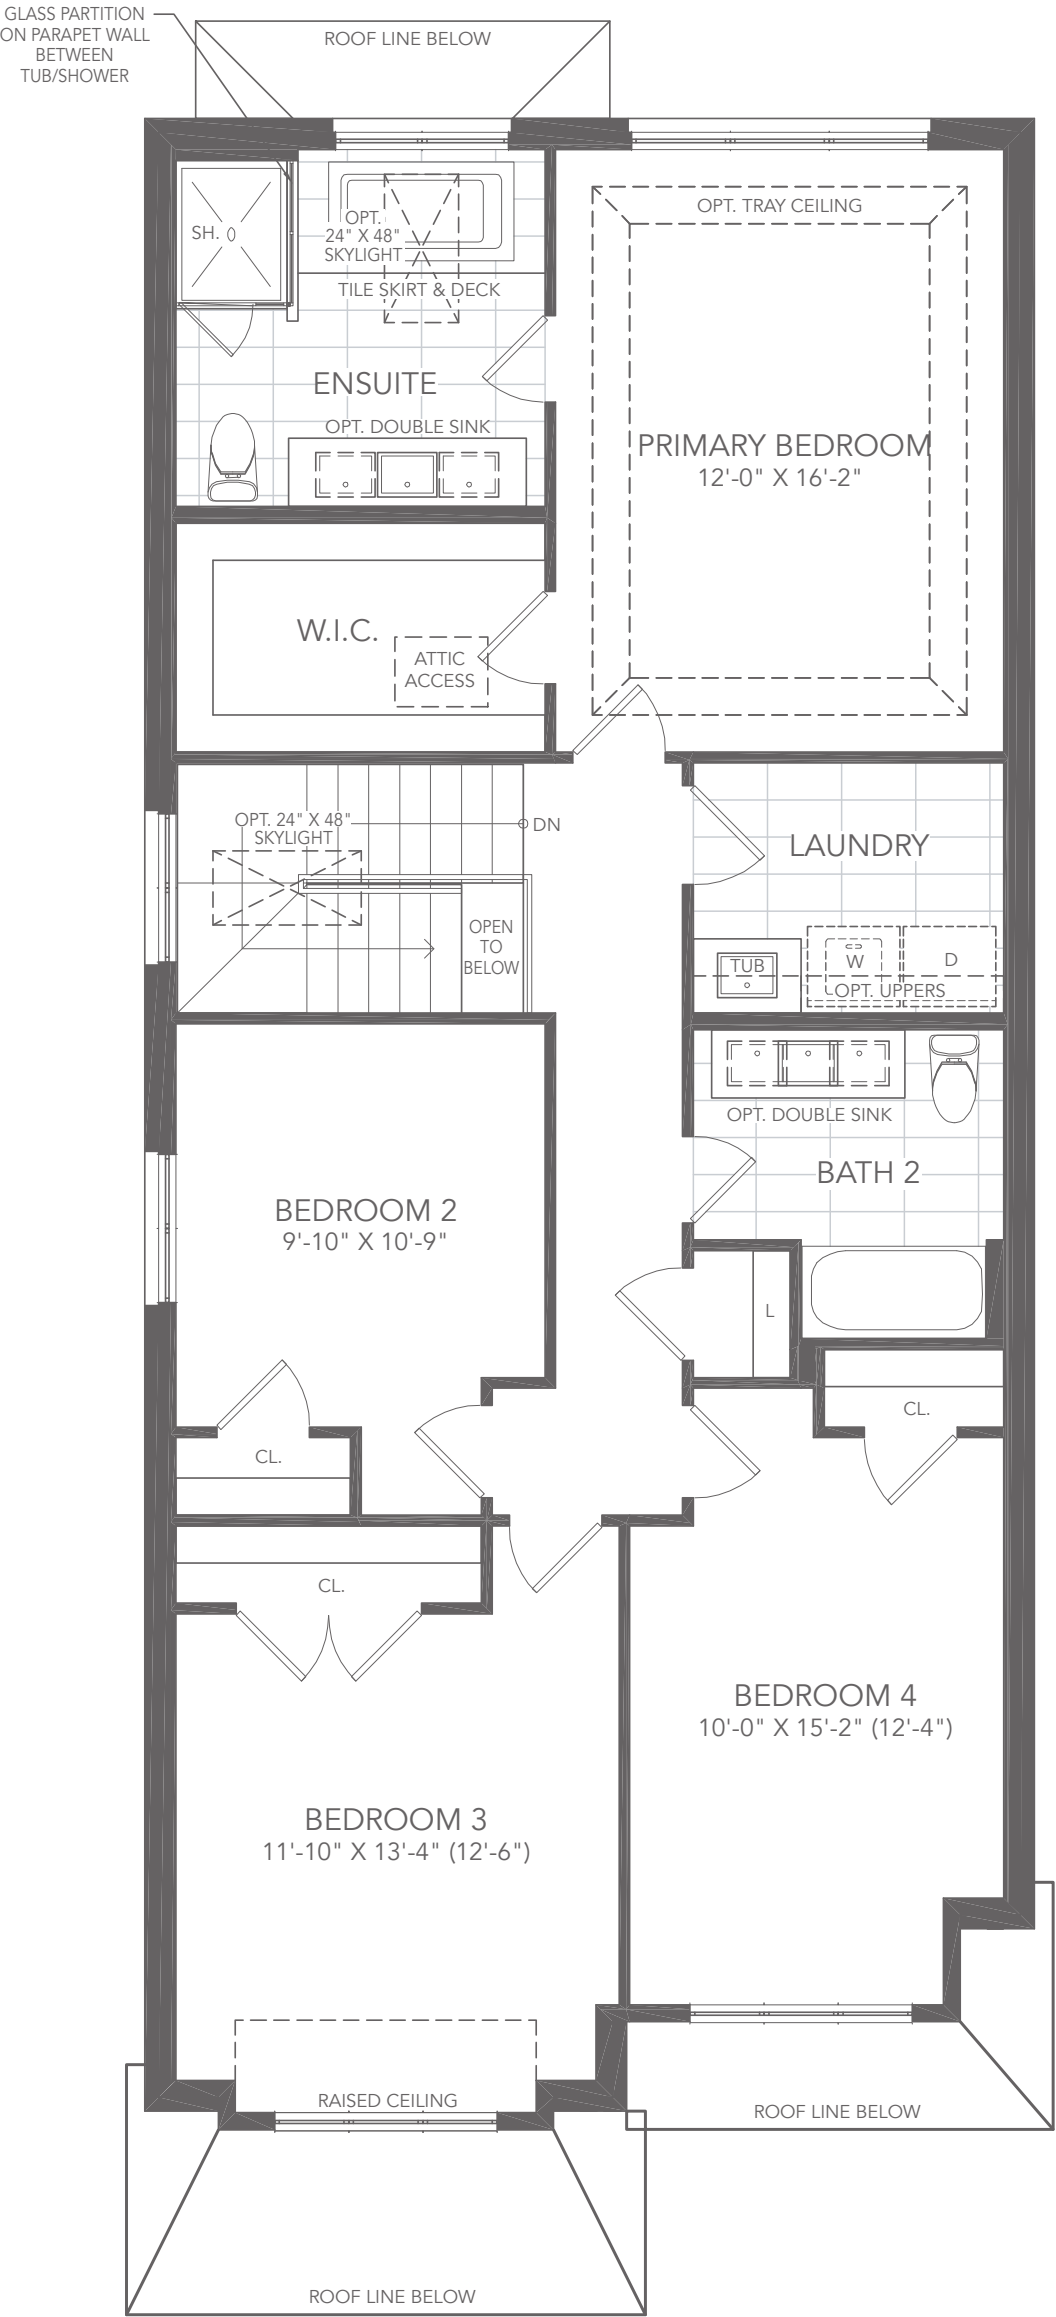 GLASS PARTITION
ON PARAPET WALL
BETWEEN
TUB/SHOWER
ROOF LINE BELOW
OPT. TRAY CEILING
SH.
OPT.
24" X 48"
SKYLIGHT
TILE SKIRT & DECK
ENSUITE
OPT. DOUBLE SINK
PRIMARY BEDROOM
12'-0" X 16'-2"
W.I.C.
ATTIC
ACCESS
OPT. 24" X 48"
SKYLIGHT
DN
LAUNDRY
OPEN
TO
BELOW
TUB
W
D
OPT. UPPERS
OPT. DOUBLE SINK
BATH 2
BEDROOM 2
9'-10" X 10'-9"
L
CL.
CL.
CL.
BEDROOM 4
10'-0" X 15'-2" (12'-4")
BEDROOM 3
11'-10" X 13'-4" (12'-6")
RAISED CEILING
ROOF LINE BELOW
ROOF LINE BELOW